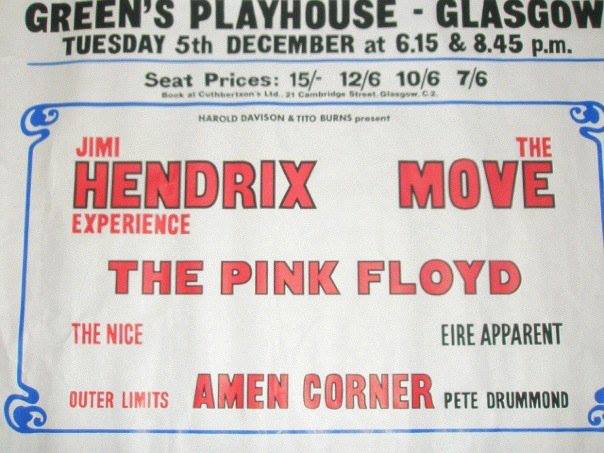 GREEN'S PLAYHOUSE - GLASGOW
TUESDAY 5th DECEMBER at 6.15 & 8.45 p.m.
Seat Prices: 15/- 12/6 10/6 7/6
Book at Cuthbertson's Ltd. 21 Cambridge Street. Glasgow. C.2.
HAROLD DAVISON & TITO BURNS present
JIMI THE
HENDRIX MOVE
EXPERIENCE
THE PINK FLOYD
THE NICE EIRE APPARENT
OUTER LIMITS AMEN CORNER PETE DRUMMOND